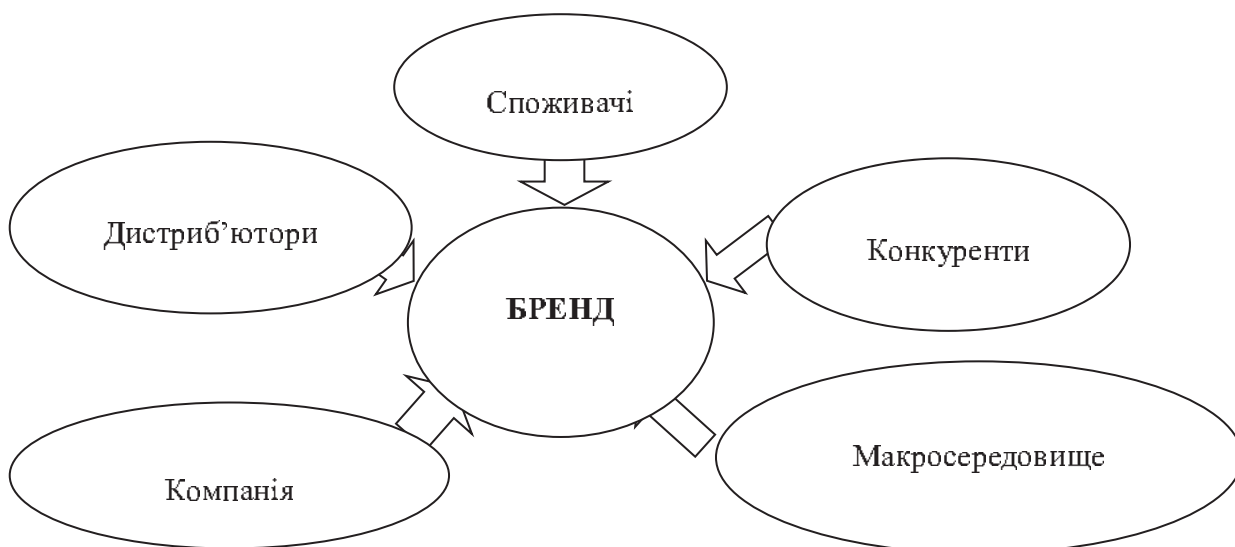 Споживачі
Дистриб’ютори
Конкуренти
БРЕНД
Макросередовище
Компанія